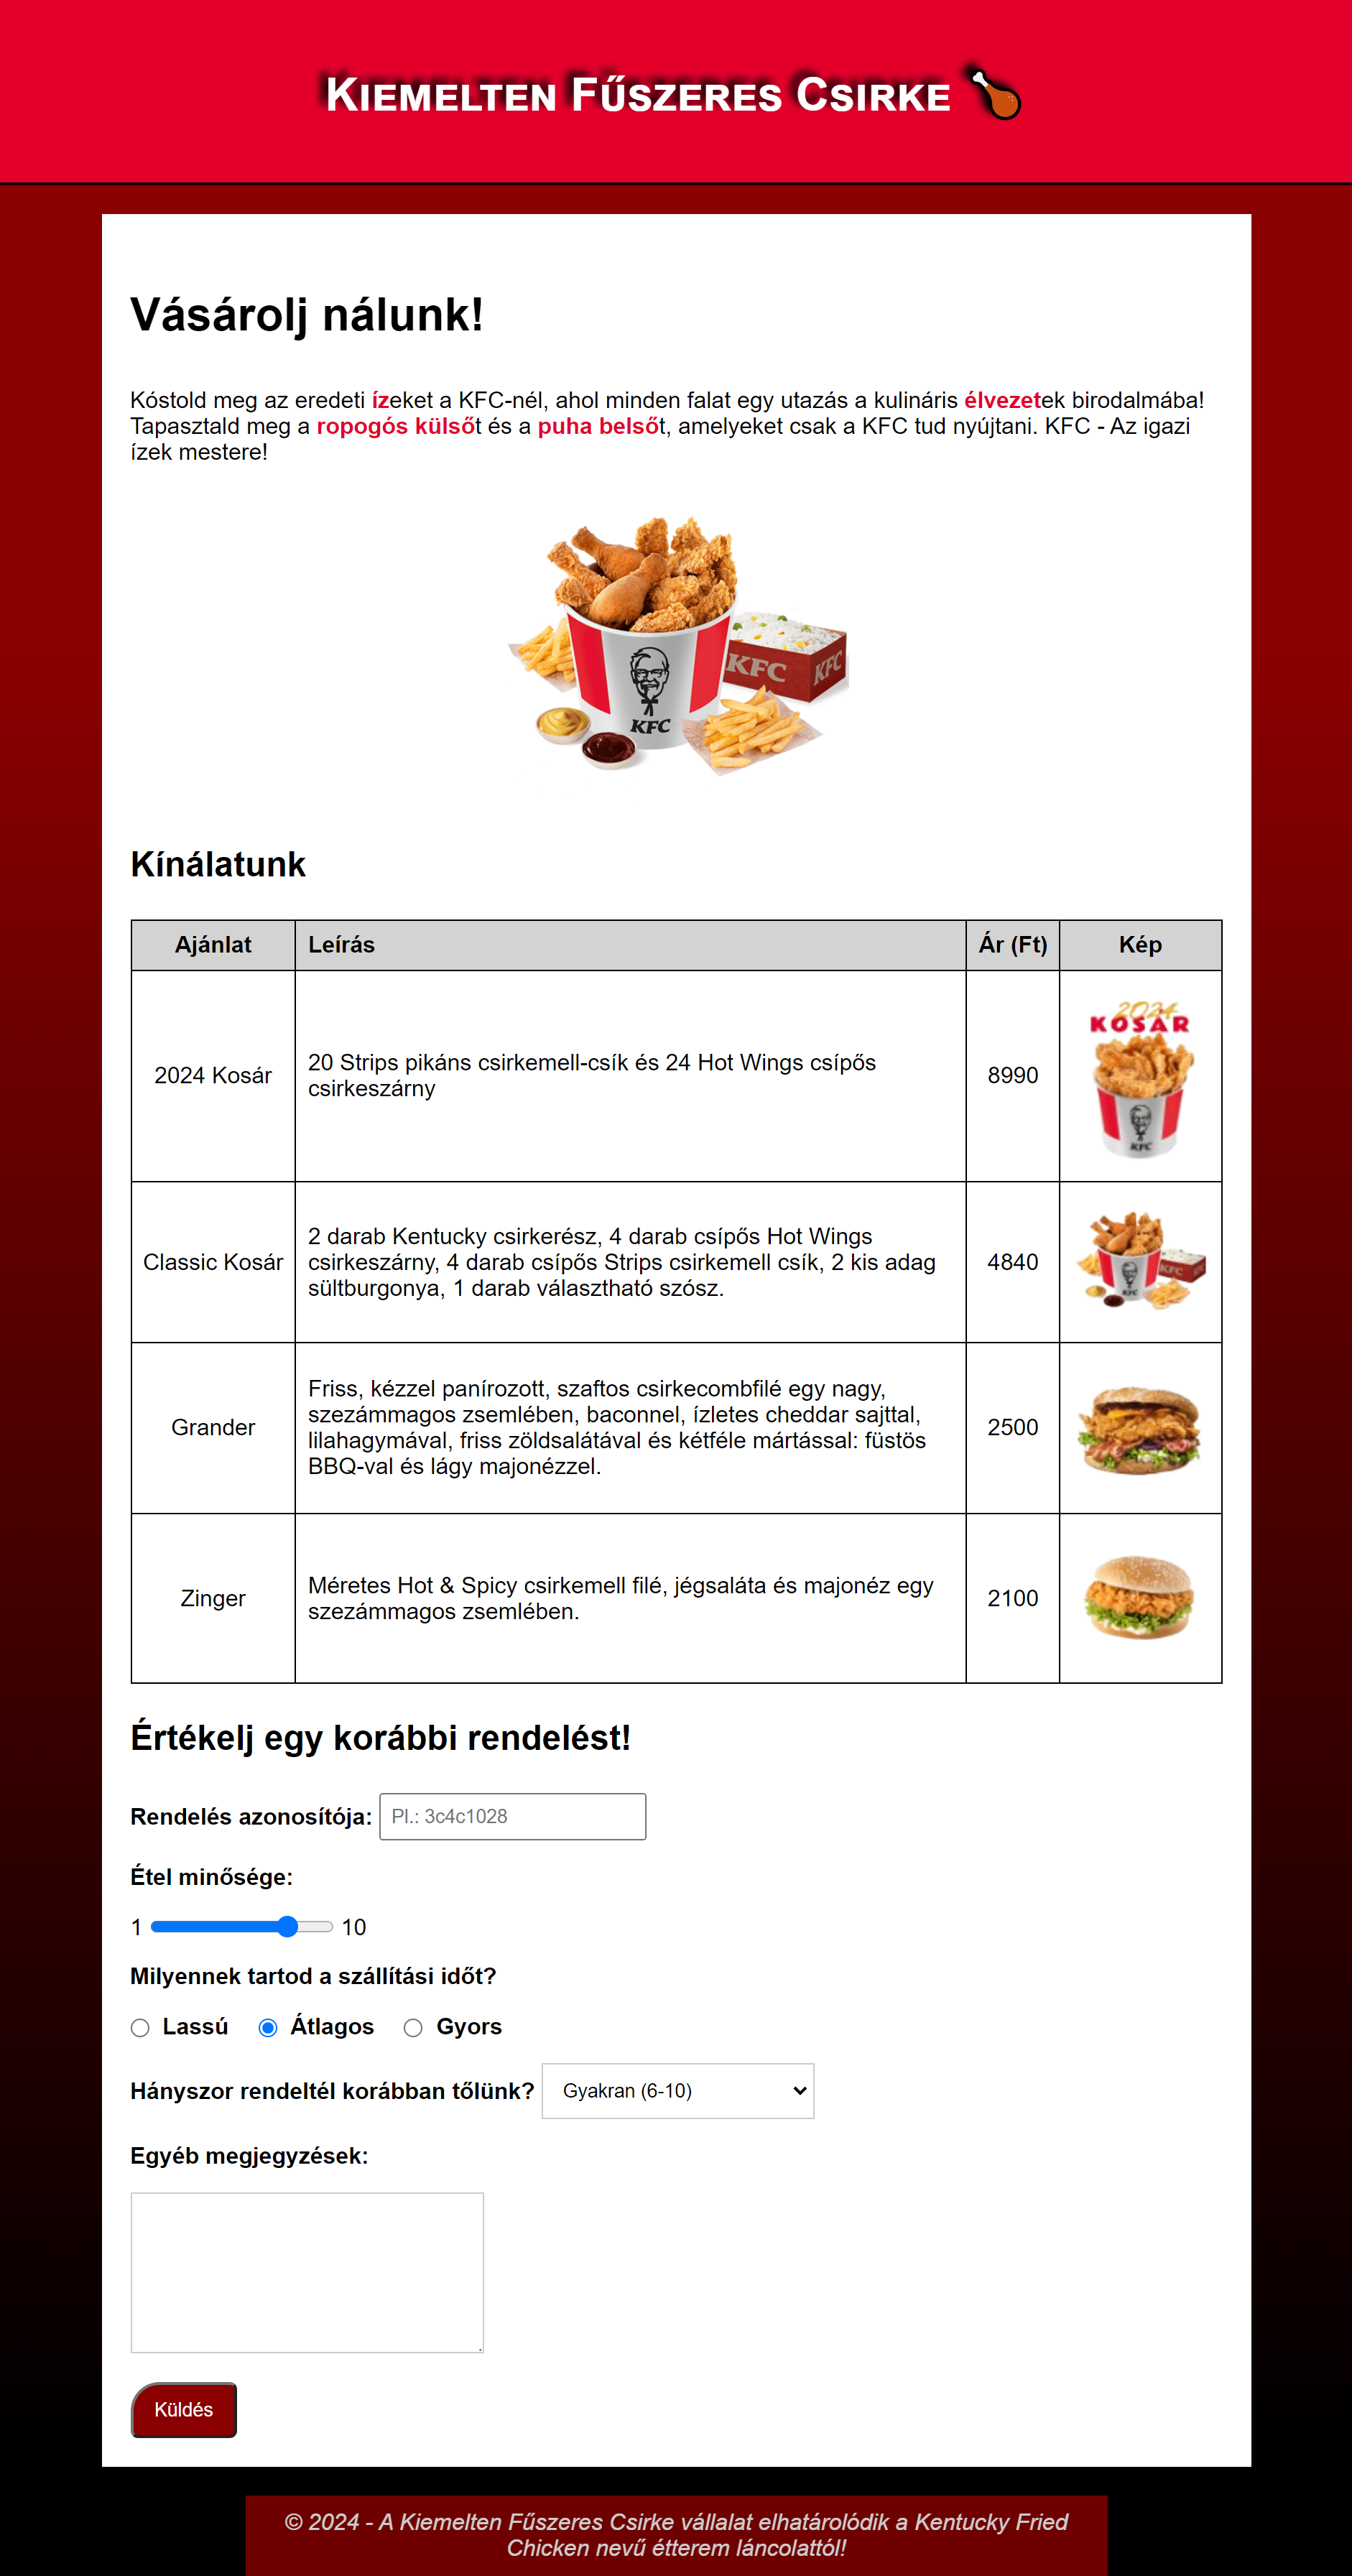 Kiemelten Fűszeres Csirke
Vásárolj nálunk!
Kóstold meg az eredeti ízeket a KFC-nél, ahol minden falat egy utazás a kulináris élvezetek birodalmába!
Tapasztald meg a ropogós külsőt és a puha belsőt, amelyeket csak a KFC tud nyújtani. KFC - Az igazi
ízek mestere!
KFC
KFC
KFC
Kínálatunk
Ajánlat Leírás Ár (Ft) Kép
2024
KOSÁR
2024 Kosár
20 Strips pikáns csirkemell-csík és 24 Hot Wings csípős
csirkeszárny
8990
KFC
Classic Kosár
2 darab Kentucky csirkerész, 4 darab csípős Hot Wings
csirkeszárny, 4 darab csípős Strips csirkemell csík, 2 kis adag
sültburgonya, 1 darab választható szósz.
4840
KFC
KFC
KFC
Grander
Friss, kézzel panírozott, szaftos csirkecombfilé egy nagy,
szezámmagos zsemlében, baconnel, ízletes cheddar sajttal,
lilahagymával, friss zöldsalátával és kétféle mártással: füstös
BBQ-val és lágy majonézzel.
2500
Zinger
Méretes Hot & Spicy csirkemell filé, jégsaláta és majonéz egy
szezámmagos zsemlében.
2100
Értékelj egy korábbi rendelést!
Rendelés azonosítója: Pl.: 3c4c1028
Étel minősége:
1 10
Milyennek tartod a szállítási időt?
Lassú Átlagos Gyors
Hányszor rendeltél korábban tőlünk? Gyakran (6-10)
Egyéb megjegyzések:
Küldés
© 2024 - A Kiemelten Fűszeres Csirke vállalat elhatárolódik a Kentucky Fried
Chicken nevű étterem láncolattól!